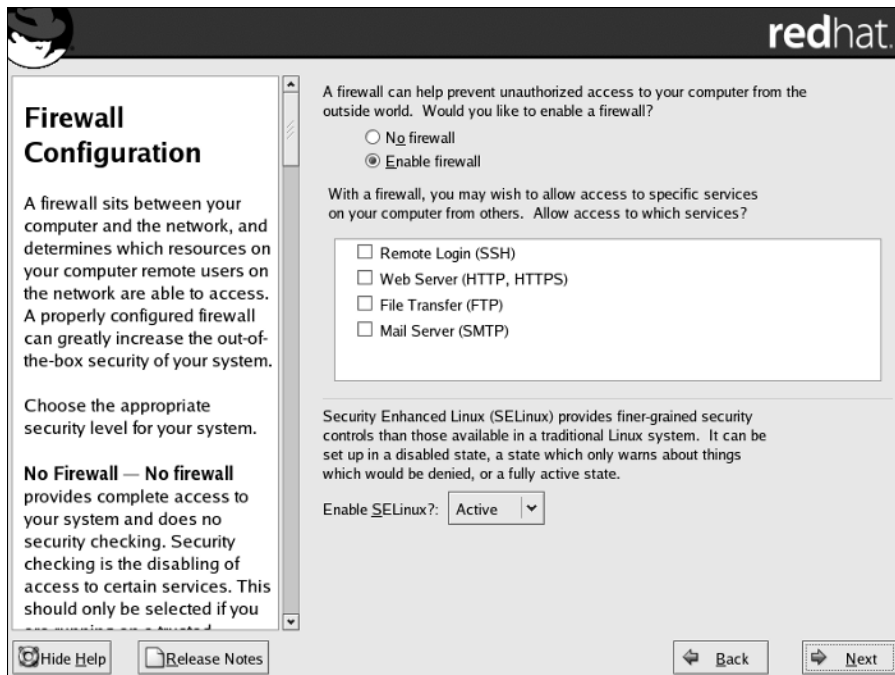 redhat.
Firewall
Configuration
A firewall sits between your
computer and the network, and
determines which resources on
your computer remote users on
the network are able to access.
A properly configured firewall
can greatly increase the out-of-
the-box security of your system.
Choose the appropriate
security level for your system.
No Firewall — No firewall
provides complete access to
your system and does no
security checking. Security
checking is the disabling of
access to certain services. This
should only be selected if you
are running on a trusted
A firewall can help prevent unauthorized access to your computer from the
outside world. Would you like to enable a firewall?
No firewall
Enable firewall
With a firewall, you may wish to allow access to specific services
on your computer from others. Allow access to which services?
Remote Login (SSH)
Web Server (HTTP, HTTPS)
File Transfer (FTP)
Mail Server (SMTP)
Security Enhanced Linux (SELinux) provides finer-grained security
controls than those available in a traditional Linux system. It can be
set up in a disabled state, a state which only warns about things
which would be denied, or a fully active state.
Enable SELinux?: Active
Hide Help
Release Notes
Back
Next